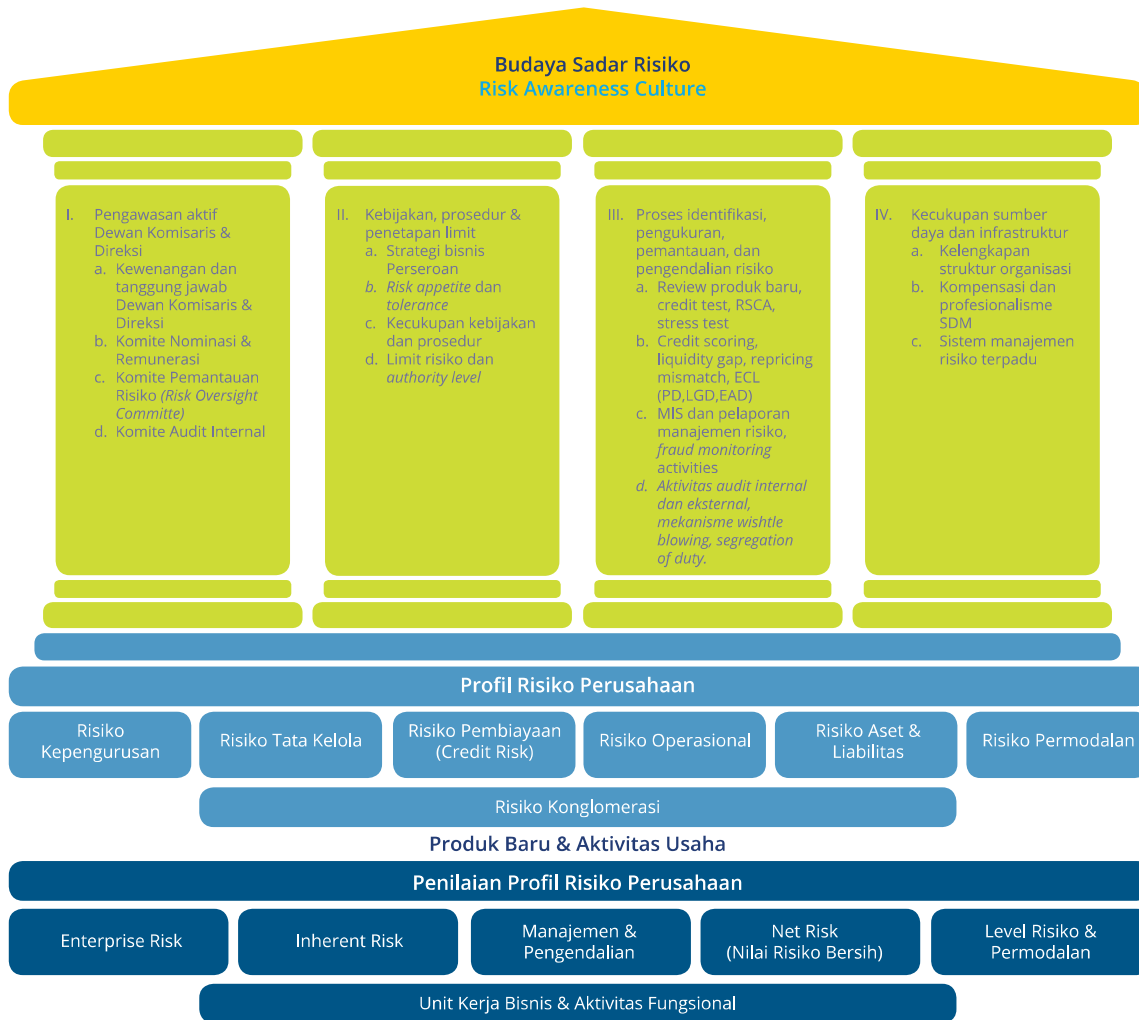 Budaya Sadar Risiko
Risk Awareness Culture
I. Pengawasan aktif
Dewan Komisaris &
Direksi
a. Kewenangan dan
tanggung jawab
Dewan Komisaris &
Direksi
b. Komite Nominasi &
Remunerasi
c. Komite Pemantauan
Risiko (Risk Oversight
Committe)
d. Komite Audit Internal
II. Kebijakan, prosedur &
penetapan limit
a. Strategi bisnis
Perseroan
b. Risk appetite dan
tolerance
c. Kecukupan kebijakan
dan prosedur
d. Limit risiko dan
authority level
III. Proses identifikasi,
pengukuran,
pemantauan, dan
pengendalian risiko
a. Review produk baru,
credit test, RSCA,
stress test
b. Credit scoring,
liquidity gap, repricing
mismatch, ECL
(PD,LGD,EAD)
c. MIS dan pelaporan
manajemen risiko,
fraud monitoring
activities
d. Aktivitas audit internal
dan eksternal,
mekanisme wishtle
blowing, segregation
of duty.
IV. Kecukupan sumber
daya dan infrastruktur
a. Kelengkapan
struktur organisasi
b. Kompensasi dan
profesionalisme
SDM
c. Sistem manajemen
risiko terpadu
Profil Risiko Perusahaan
Risiko
Kepengurusan
Risiko Tata Kelola
Risiko Pembiayaan
(Credit Risk)
Risiko Operasional
Risiko Aset &
Liabilitas
Risiko Permodalan
Risiko Konglomerasi
Produk Baru & Aktivitas Usaha
Penilaian Profil Risiko Perusahaan
Enterprise Risk
Inherent Risk
Manajemen &
Pengendalian
Net Risk
(Nilai Risiko Bersih)
Level Risiko &
Permodalan
Unit Kerja Bisnis & Aktivitas Fungsional